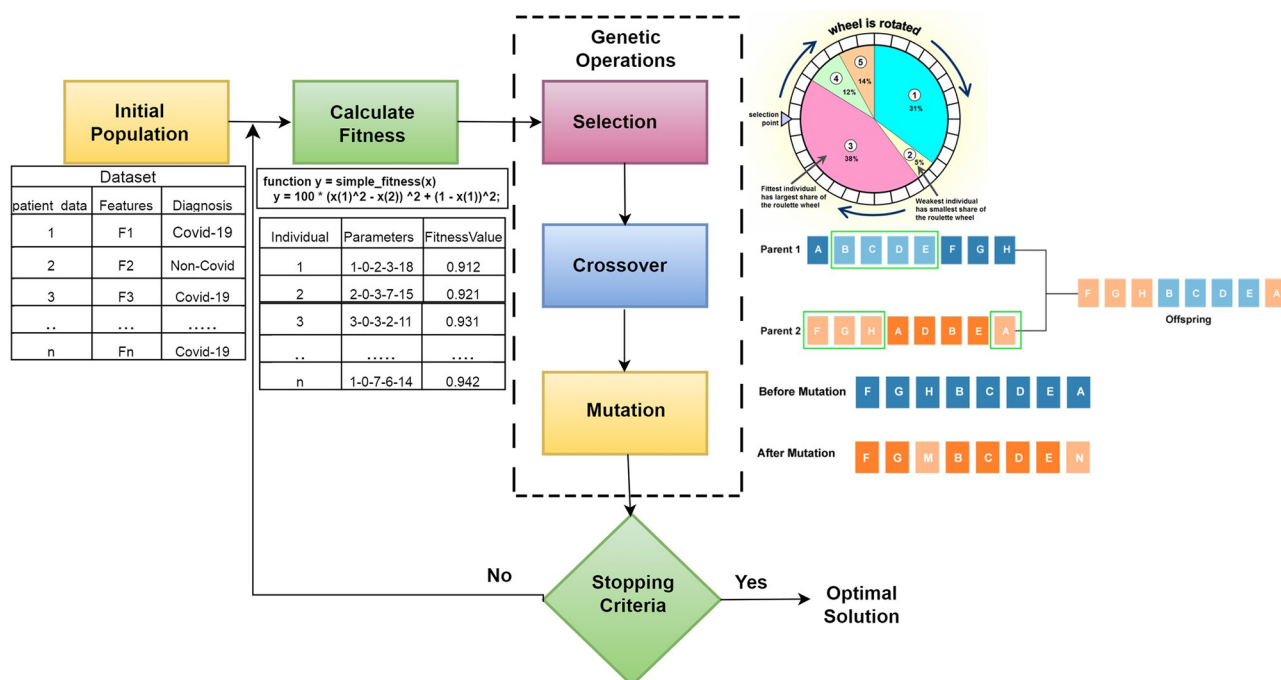 Genetic
Operations
Initial
Population
Calculate
Fitness
Selection
Crossover
Mutation
Dataset
patient_data Features Diagnosis
1 F1 Covid-19
2 F2 Non-Covid
3 F3 Covid-19
.. ... .....
n Fn Covid-19
function y = simple_fitness(x)
y = 100 * (x(1)^2 - x(2)) ^2 + (1 - x(1))^2;
Individual Parameters FitnessValue
1 1-0-2-3-18 0.912
2 2-0-3-7-15 0.921
3 3-0-3-2-11 0.931
.. ..... ....
n 1-0-7-6-14 0.942
wheel is rotated
5
14%
4
12%
1
31%
selection
point
3
38%
2
5%
Fittest individual
has largest share of
the roulette wheel
Weakest individual
has smallest share of
the roulette wheel
Parent 1 A B C D E F G H
F G H B C D E A
Offspring
Parent 2 F G H A D B E A
Before Mutation F G H B C D E A
After Mutation F G M B C D E N
No
Stopping
Criteria
Yes
Optimal
Solution